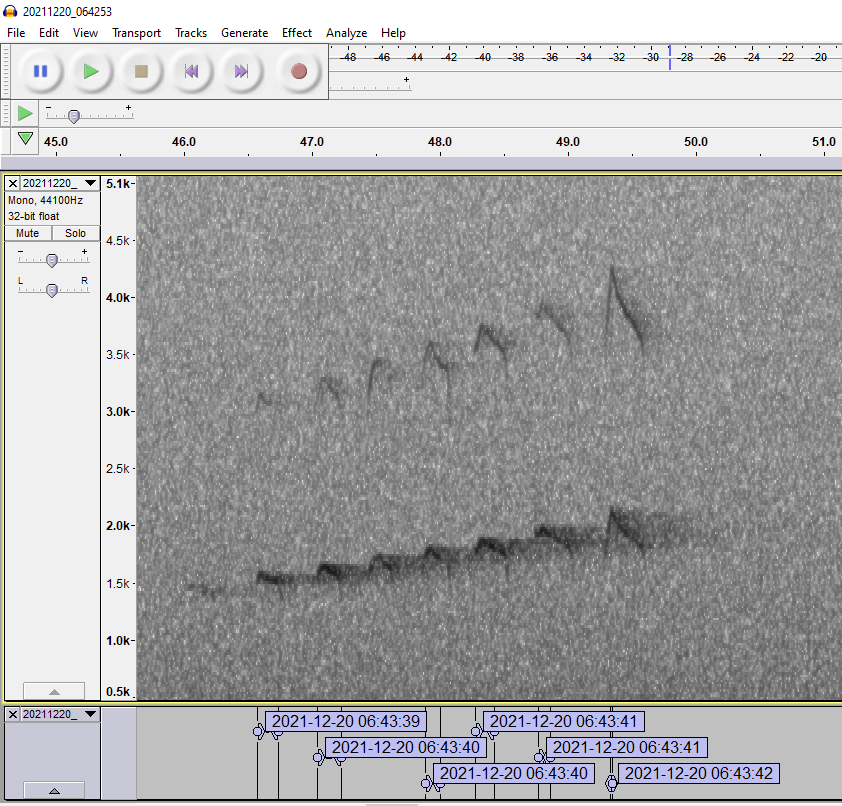 20211220_064253
File Edit View Transport Tracks Generate Effect Analyze Help
-48 -46 -44 -42 -40 -38 -36 -34 -32 -30 -28 -26 -24 -22 -20
- +
- +
45.0 46.0 47.0 48.0 49.0 50.0 51.0
X 20211220_
Mono, 44100Hz
32-bit float
Mute Solo
- +
L R
5.1k-
4.5k-
4.0k-
3.5k-
3.0k-
2.5k-
2.0k-
1.5k-
1.0k-
0.5k
X 20211220_
2021-12-20 06:43:39 2021-12-20 06:43:41
2021-12-20 06:43:40 2021-12-20 06:43:41
2021-12-20 06:43:40 2021-12-20 06:43:42